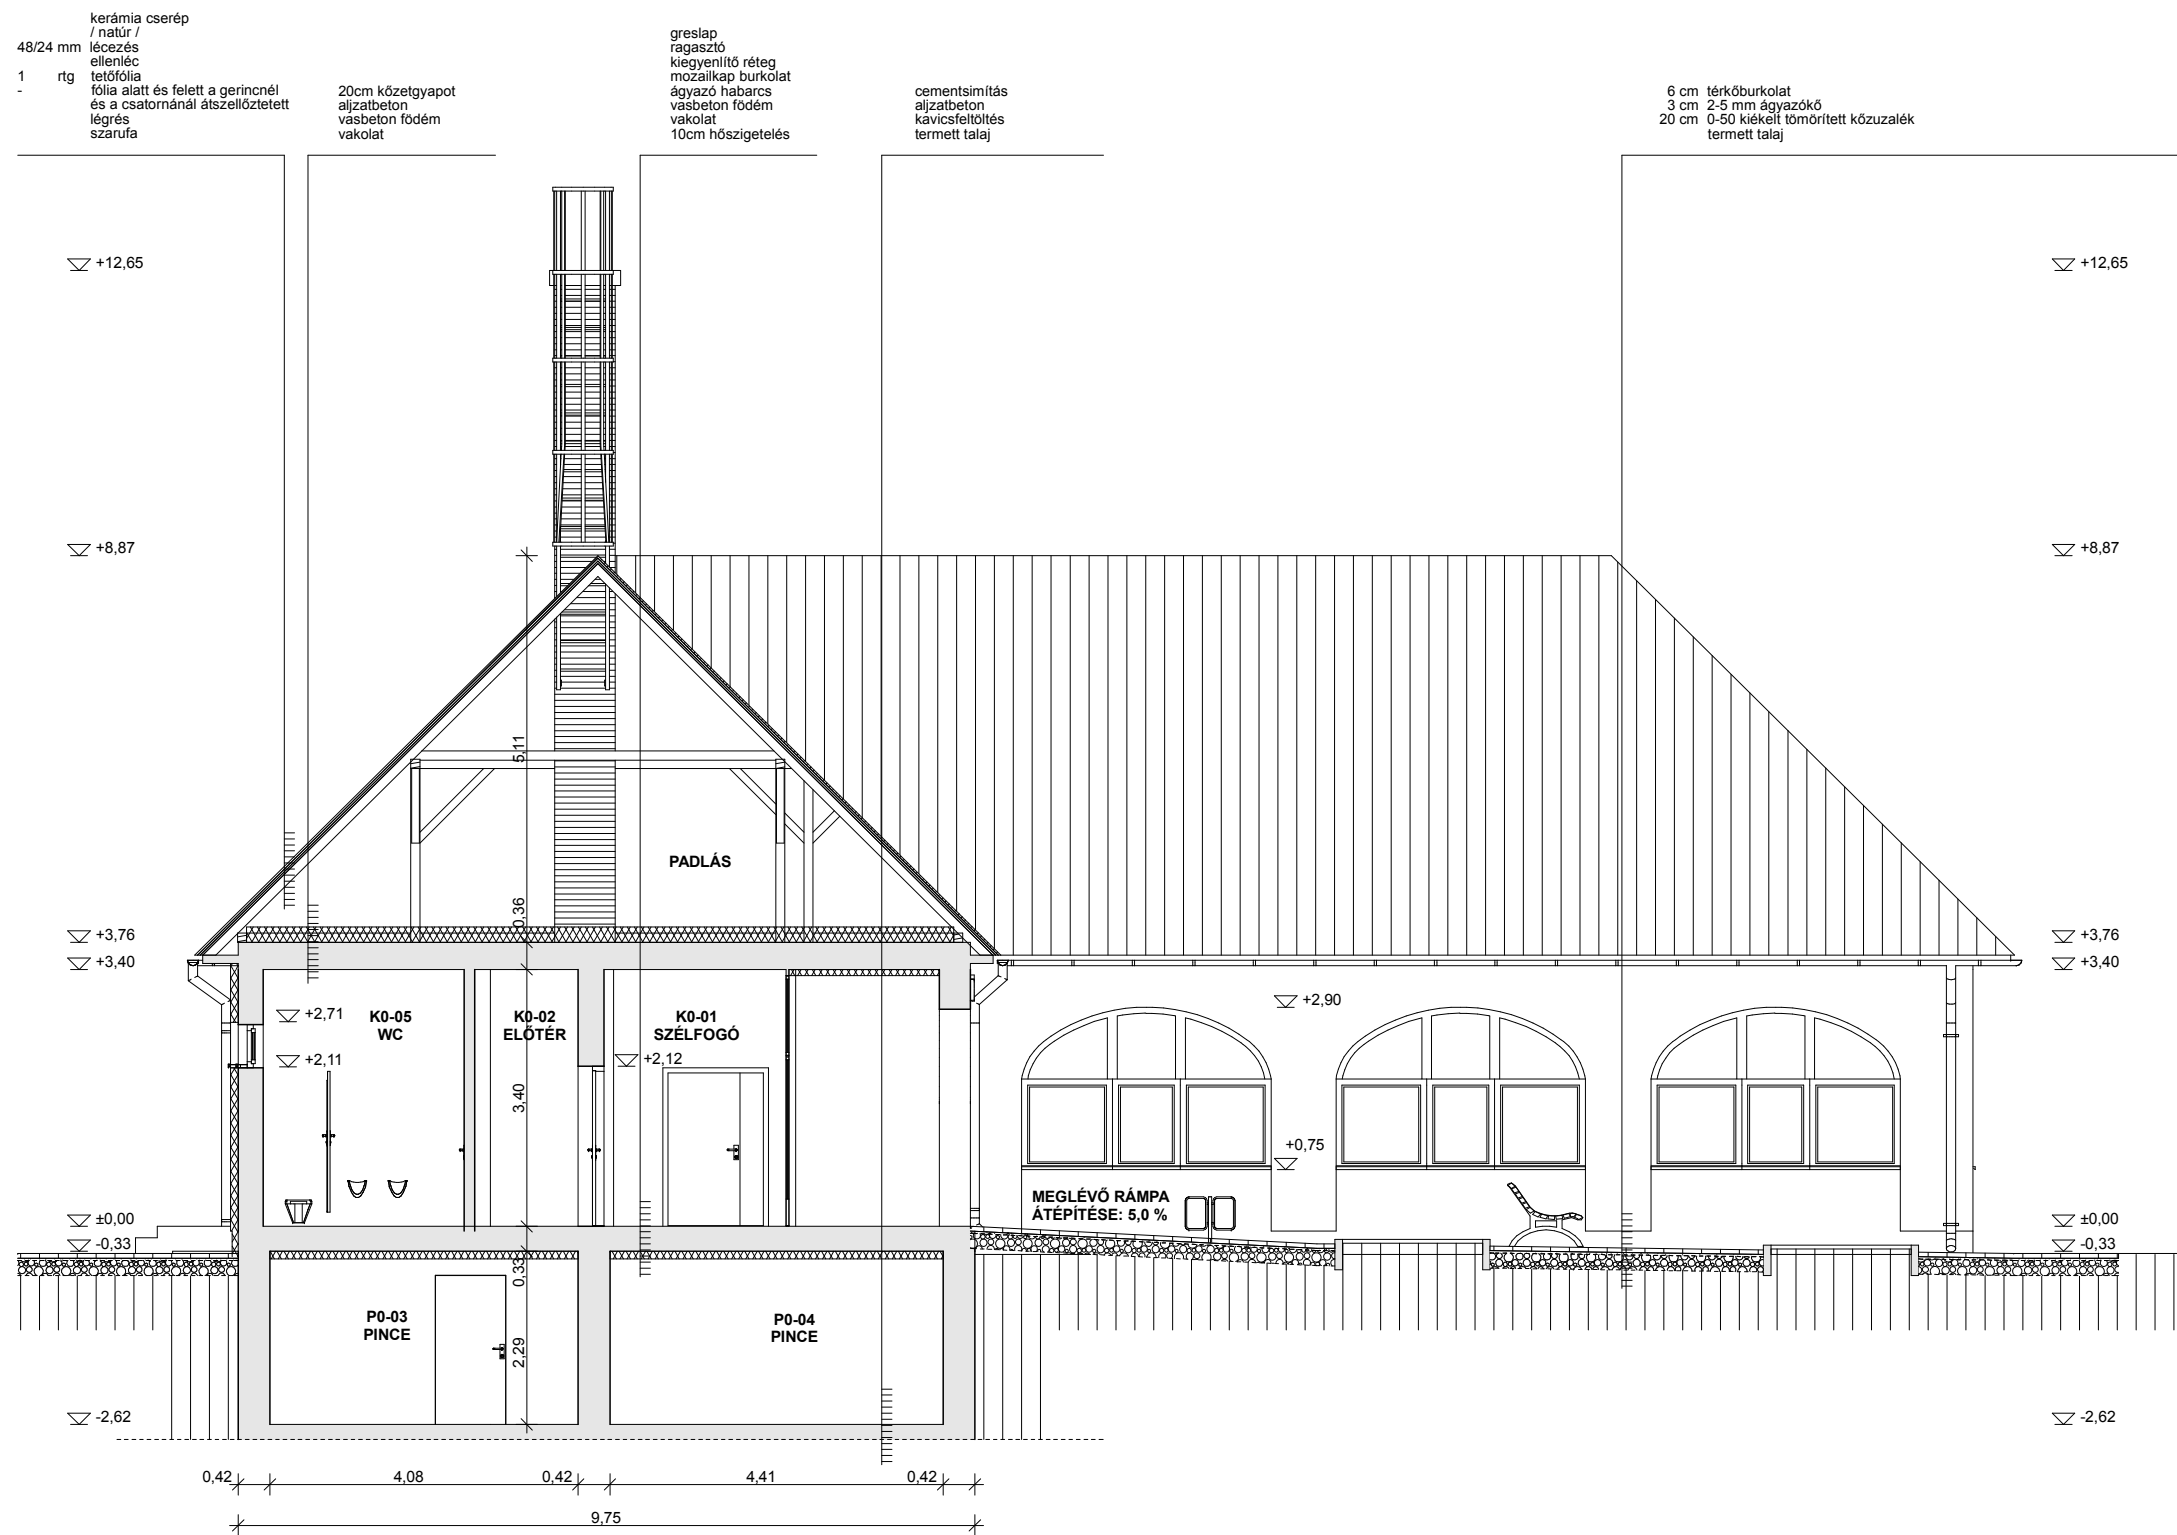 kerámia cserép
/ natúr /
48/24 mm lécezés
ellenléc
1 rtg tetőfólia
- fólia alatt és felett a gerincnél
és a csatornánál átszellőztetett
légrés
szarufa
20cm kőzetgyapot
aljzatbeton
vasbeton födém
vakolat
greslap
ragasztó
kiegyenlítő réteg
mozailkap burkolat
ágyazó habarcs
vasbeton födém
vakolat
10cm hőszigetelés
cementsimítás
aljzatbeton
kavicsfeltöltés
termett talaj
6 cm térkőburkolat
3 cm 2-5 mm ágyazókő
20 cm 0-50 kiékelt tömörített kőzuzalék
termett talaj
+12,65
+12,65
+8,87
+8,87
5,11
PADLÁS
0,36
+3,76
+3,76
+3,40
+3,40
+2,71
K0-05
WC
K0-02
ELŐTÉR
K0-01
SZÉLFOGÓ
+2,90
+2,11
+2,12
3,40
+0,75
MEGLÉVŐ RÁMPA
ÁTÉPÍTÉSE: 5,0 %
±0,00
±0,00
-0,33
-0,33
0,33
P0-03
PINCE
P0-04
PINCE
2,29
-2,62
-2,62
0,42
4,08
0,42
4,41
0,42
9,75